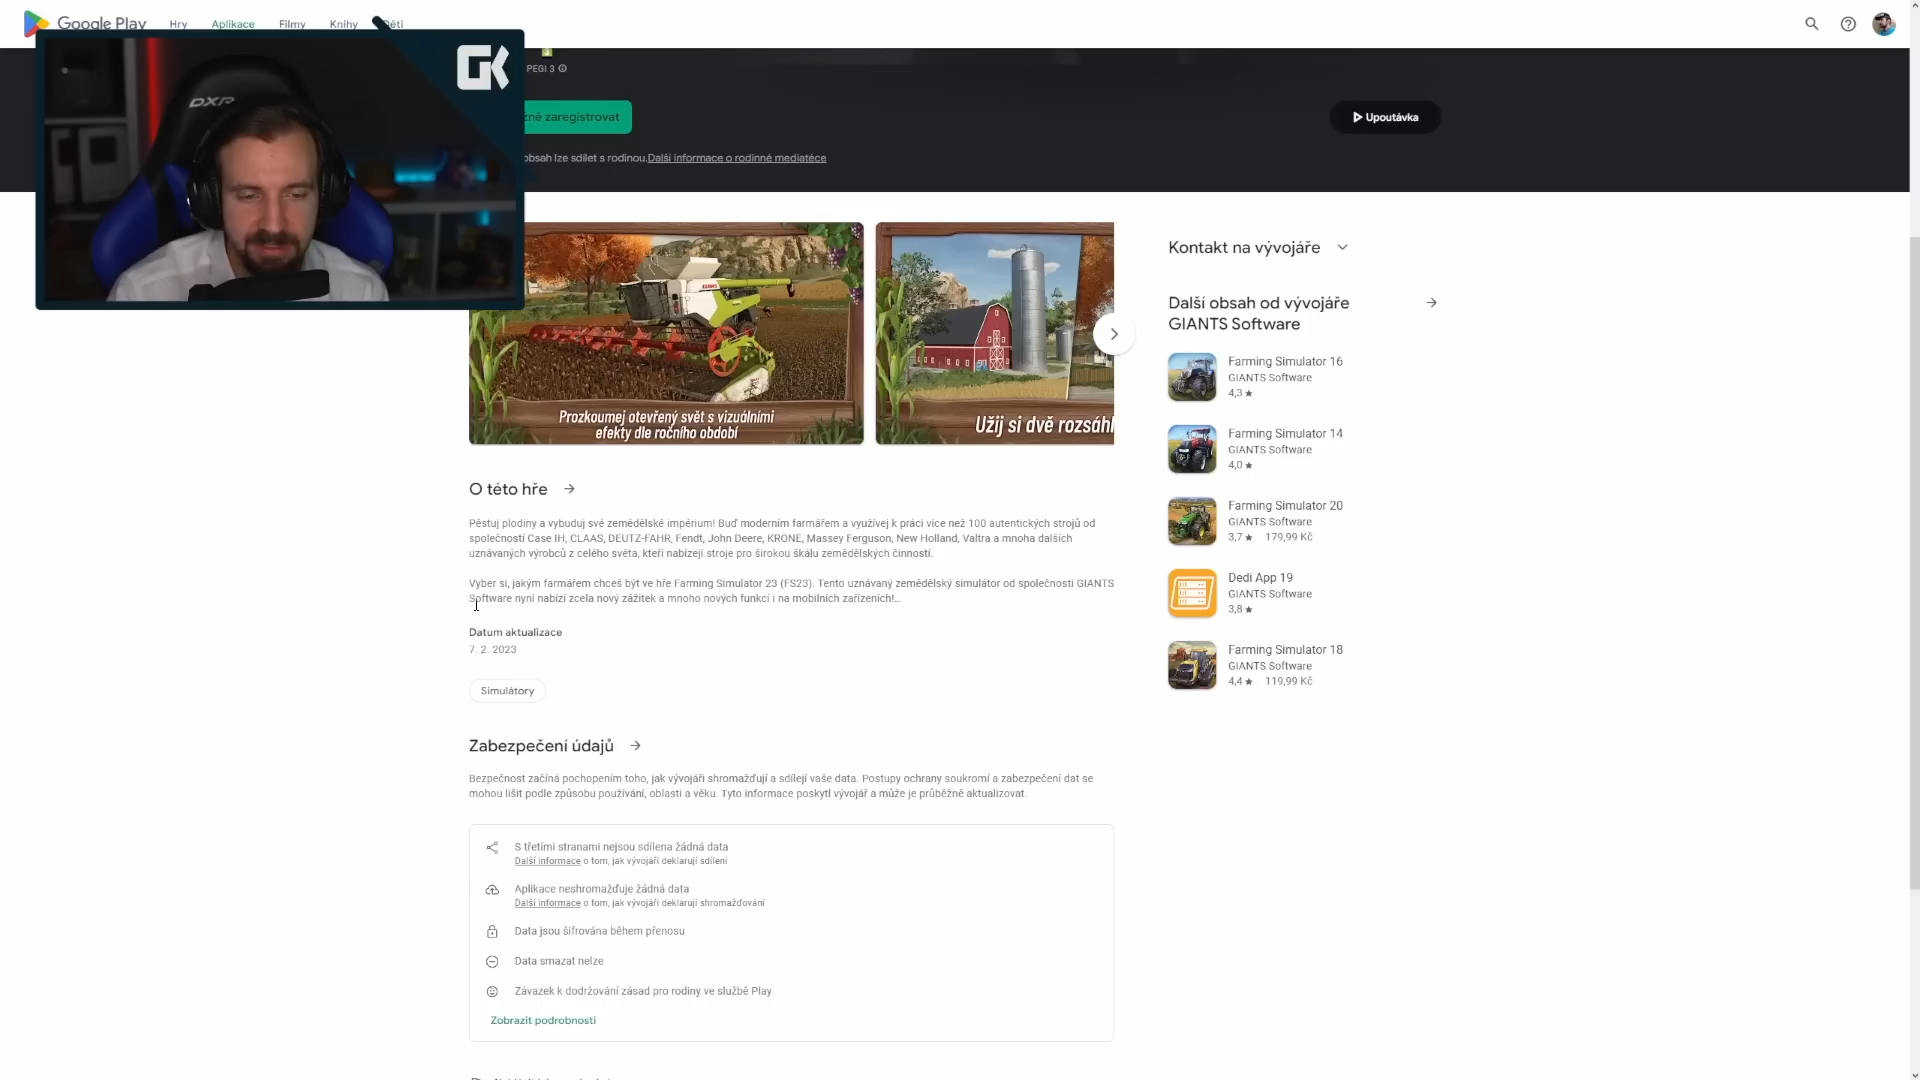 Google Play Hry Aplikace Filmy Knihy Děti
GK
DXR
PEGI 3
zaregistrovat
Upoutávka
obsah lze sdílet s rodinou.Další informace o rodinné mediatéce
CLAAS
Prozkoumej otevřený svět s vizuálními
efekty dle ročního období
Užij si dvě rozsáhl
Kontakt na vývojáře
Další obsah od vývojáře
GIANTS Software
Farming Simulator 16
GIANTS Software
4,3 ★
Farming Simulator 14
GIANTS Software
4,0 ★
Farming Simulator 20
GIANTS Software
3,7 ★ 179,99 Kč
Dedi App 19
GIANTS Software
3,8 ★
Farming Simulator 18
GIANTS Software
4,4 ★ 119,99 Kč
O této hře
Pěstuj plodiny a vybuduj své zemědělské impérium! Buď moderním farmářem a využívej k práci více než 100 autentických strojů od
společností Case IH, CLAAS, DEUTZ-FAHR, Fendt, John Deere, KRONE, Massey Ferguson, New Holland, Valtra a mnoha dalších
uznávaných výrobců z celého světa, kteří nabízejí stroje pro širokou škálu zemědělských činností.
Vyber si, jakým farmářem chceš být ve hře Farming Simulator 23 (FS23). Tento uznávaný zemědělský simulátor od společnosti GIANTS
Software nyní nabízí zcela nový zážitek a mnoho nových funkcí i na mobilních zařízeních!…
Datum aktualizace
7. 2. 2023
Simulátory
Zabezpečení údajů
Bezpečnost začíná pochopením toho, jak vývojáři shromažďují a sdílejí vaše data. Postupy ochrany soukromí a zabezpečení dat se
mohou lišit podle způsobu používání, oblasti a věku. Tyto informace poskytl vývojář a může je průběžně aktualizovat.
S třetími stranami nejsou sdílena žádná data
Další informace o tom, jak vývojáři deklarují sdílení
Aplikace neshromažďuje žádná data
Další informace o tom, jak vývojáři deklarují shromažďování
Data jsou šifrována během přenosu
Data smazat nelze
Závazek k dodržování zásad pro rodiny ve službě Play
Zobrazit podrobnosti